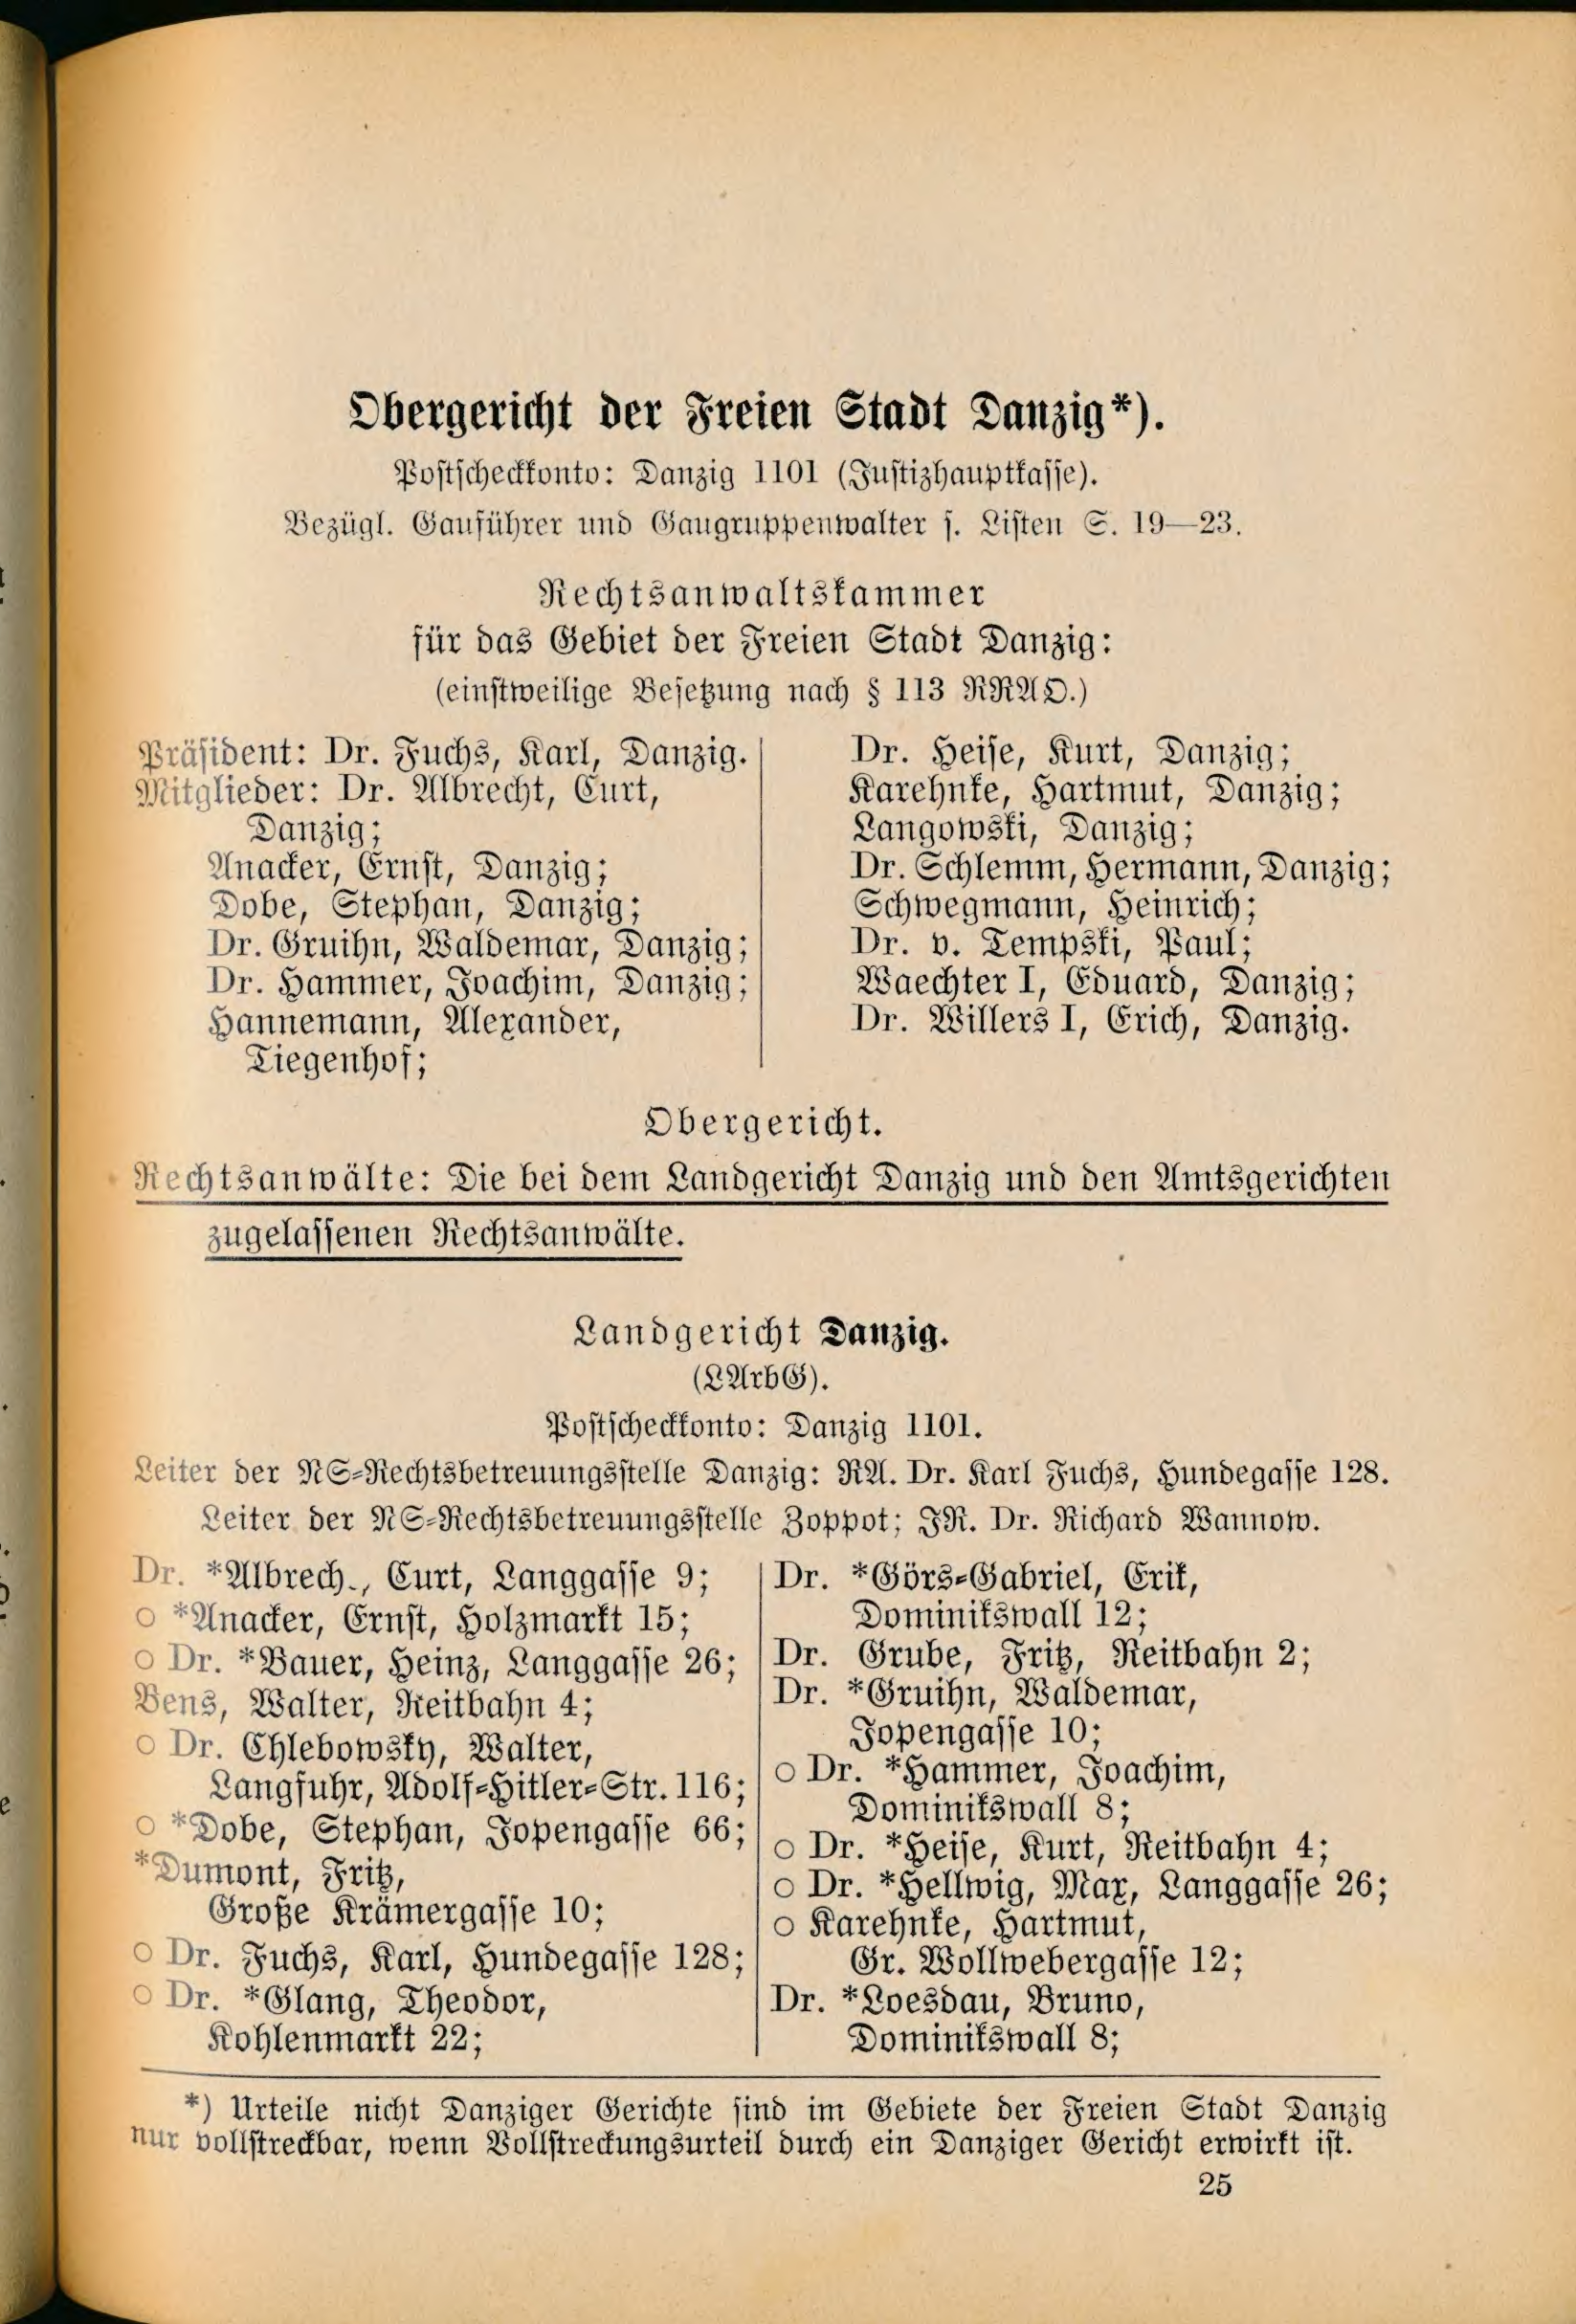 Obergericht der Freien Stadt Danzig*).
Postscheckkonto: Danzig 1101 (Justizhauptkasse).
Bezügl. Gauführer und Gaugruppenwalter s. Listen S. 19—23.
Rechtsanwaltskammer
für das Gebiet der Freien Stadt Danzig:
(einstweilige Besetzung nach § 113 RRAO.)
Präsident: Dr. Fuchs, Karl, Danzig.
Mitglieder: Dr. Albrecht, Curt,
Danzig;
Anacker, Ernst, Danzig;
Dobe, Stephan, Danzig;
Dr. Gruihn, Waldemar, Danzig;
Dr. Hammer, Joachim, Danzig;
Hannemann, Alexander,
Tiegenhof;
Dr. Heise, Kurt, Danzig;
Karehnke, Hartmut, Danzig;
Langowski, Danzig;
Dr. Schlemm, Hermann, Danzig;
Schwegmann, Heinrich;
Dr. v. Tempski, Paul;
Waechter I, Eduard, Danzig;
Dr. Willers I, Erich, Danzig.
Obergericht.
Rechtsanwälte: Die bei dem Landgericht Danzig und den Amtsgerichten
zugelassenen Rechtsanwälte.
Landgericht Danzig.
(LArbG).
Postscheckkonto: Danzig 1101.
Leiter der NS-Rechtsbetreuungsstelle Danzig: RA. Dr. Karl Fuchs, Hundegasse 128.
Leiter der NS-Rechtsbetreuungsstelle Zoppot; JR. Dr. Richard Wannow.
Dr. *Albrech., Curt, Langgasse 9;
○ *Anacker, Ernst, Holzmarkt 15;
○ Dr. *Bauer, Heinz, Langgasse 26;
Bens, Walter, Reitbahn 4;
○ Dr. Chlebowsky, Walter,
Langfuhr, Adolf-Hitler-Str. 116;
○ *Dobe, Stephan, Jopengasse 66;
*Dumont, Fritz,
Große Krämergasse 10;
○ Dr. Fuchs, Karl, Hundegasse 128;
○ Dr. *Glang, Theodor,
Kohlenmarkt 22;
Dr. *Görs-Gabriel, Erik,
Dominikswall 12;
Dr. Grube, Fritz, Reitbahn 2;
Dr. *Gruihn, Waldemar,
Jopengasse 10;
○ Dr. *Hammer, Joachim,
Dominikswall 8;
○ Dr. *Heise, Kurt, Reitbahn 4;
○ Dr. *Hellwig, Max, Langgasse 26;
○ Karehnke, Hartmut,
Gr. Wollwebergasse 12;
Dr. *Loesdau, Bruno,
Dominikswall 8;
*) Urteile nicht Danziger Gerichte sind im Gebiete der Freien Stadt Danzig
nur vollstreckbar, wenn Vollstreckungsurteil durch ein Danziger Gericht erwirkt ist.
25